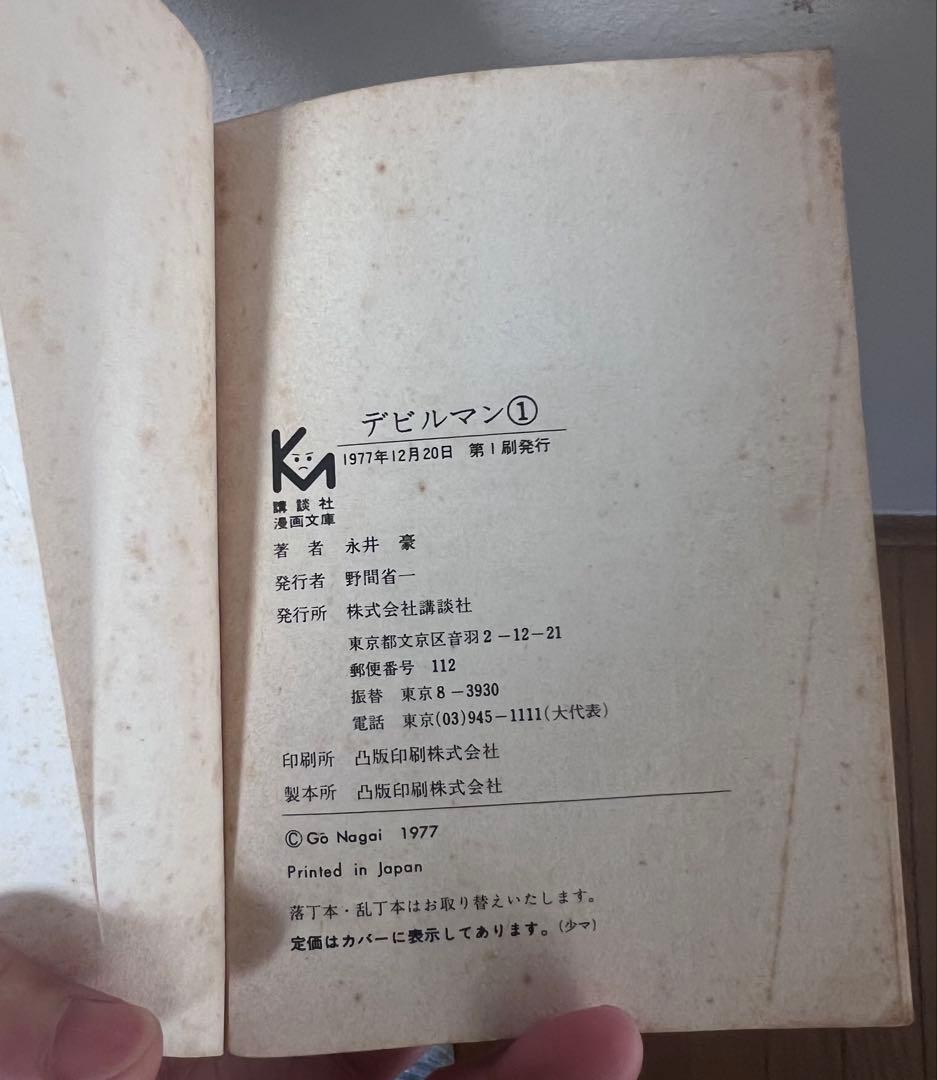 デビルマン①
1977年12月20日 第1刷発行
KM
講談社
漫画文庫
著者 永井 豪
発行者 野間省一
発行所 株式会社講談社
東京都文京区音羽2-12-21
郵便番号 112
振替 東京8-3930
電話 東京(03)945-1111(大代表)
印刷所 凸版印刷株式会社
製本所 凸版印刷株式会社
©Gō Nagai 1977
Printed in Japan
落丁本・乱丁本はお取り替えいたします。
定価はカバーに表示してあります。(少マ)